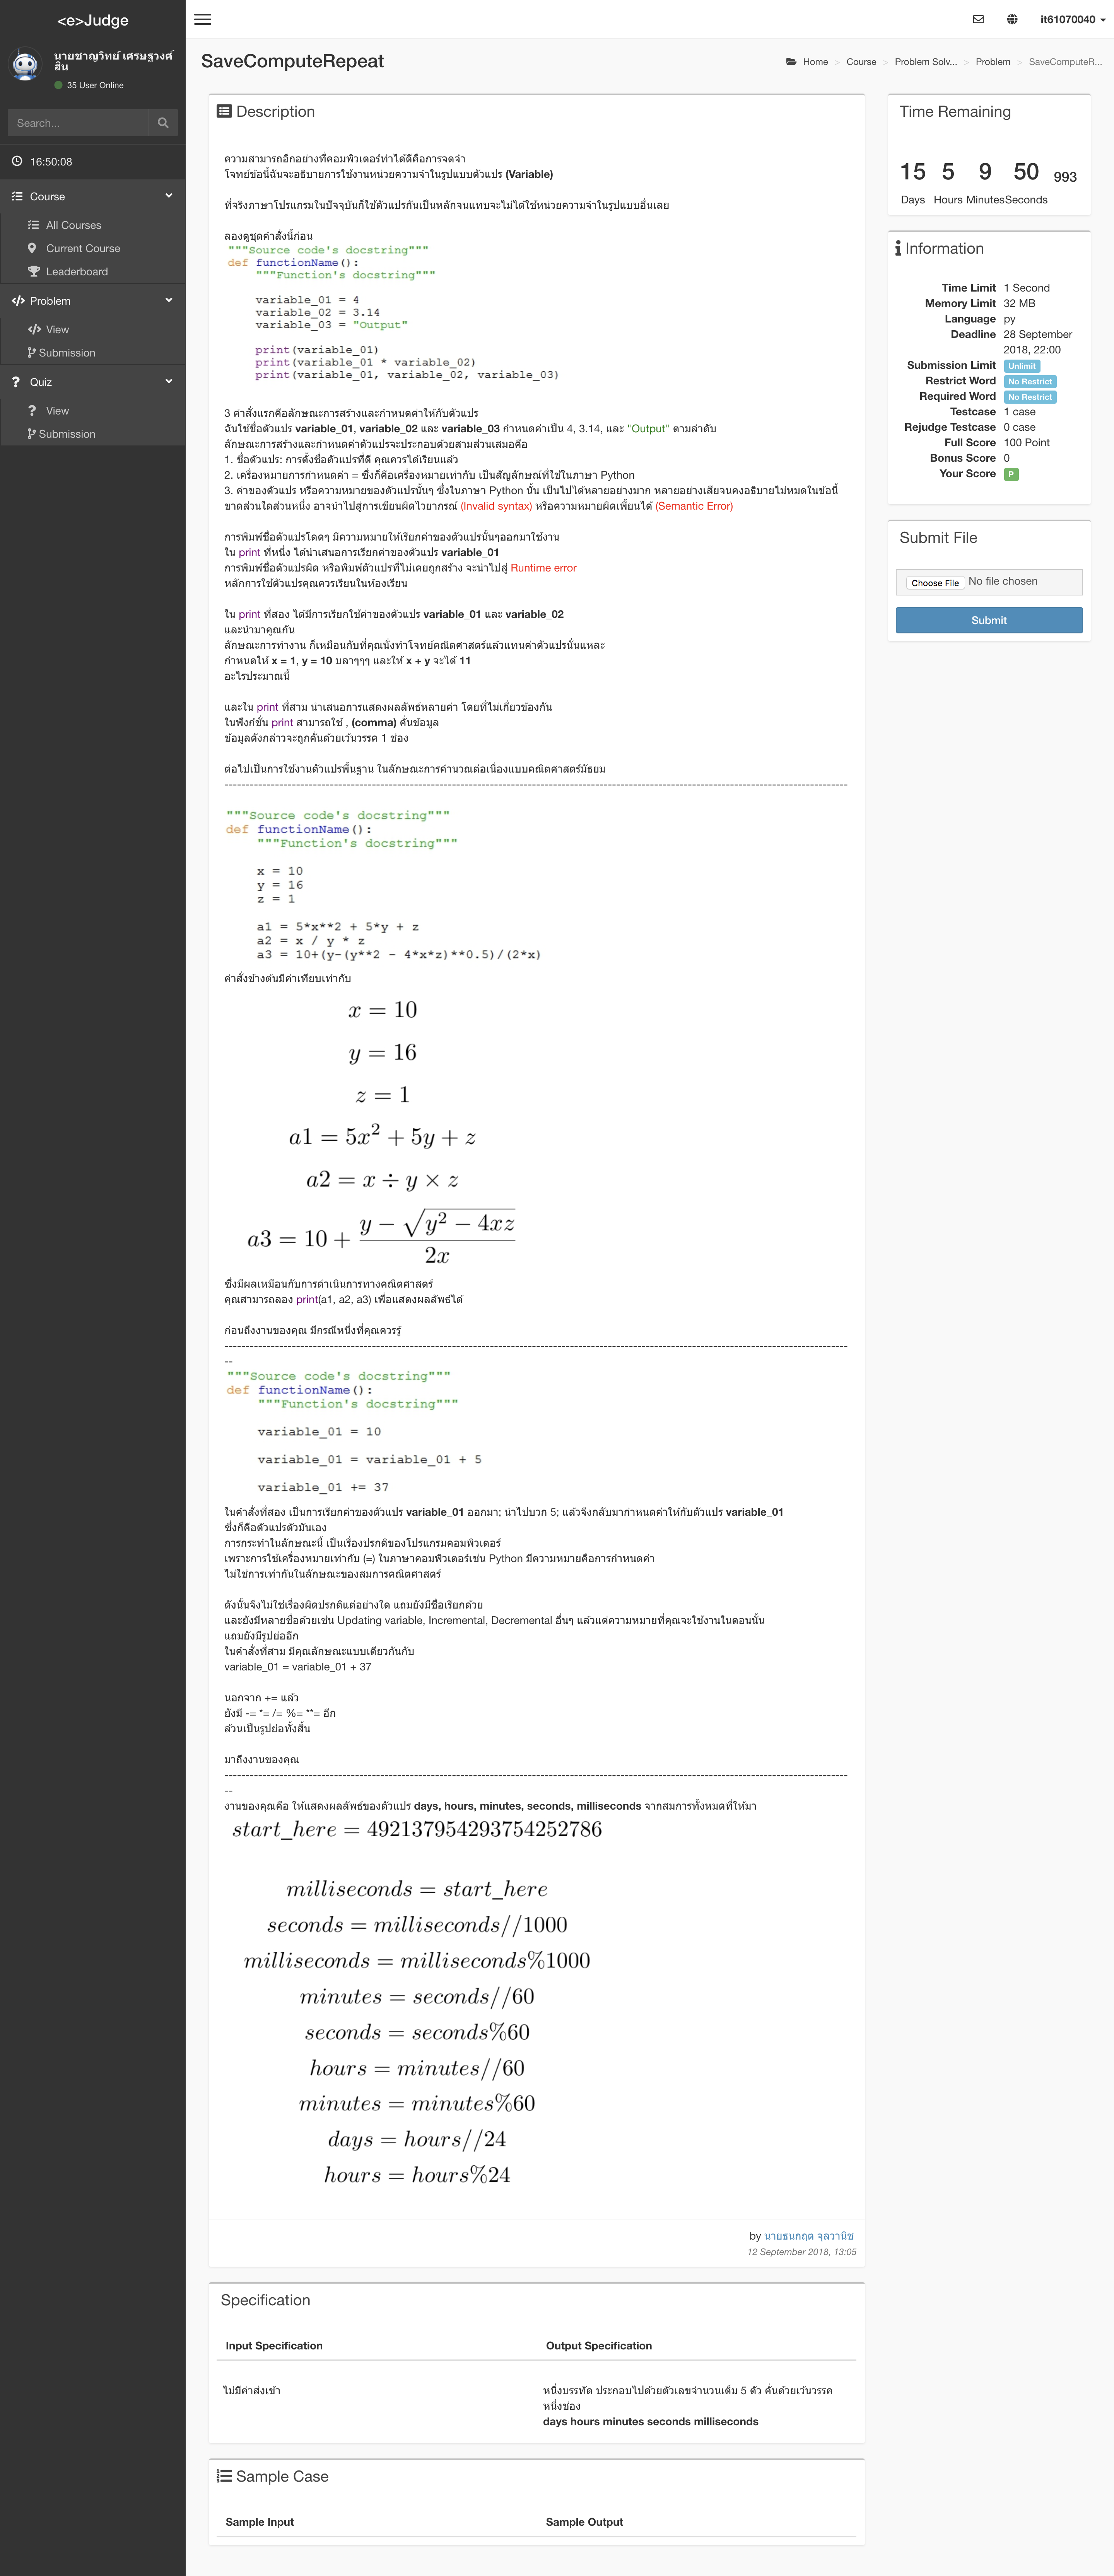 <e>Judge
นายชาญวิทย์ เศรษฐวงศ์
สิน
35 User Online
Search...
16:50:08
Course
All Courses
Current Course
Leaderboard
Problem
View
Submission
Quiz
View
Submission
it61070040
SaveComputeRepeat
Home > Course > Problem Solv... > Problem > SaveComputeR...
Description
ความสามารถอีกอย่างที่คอมพิวเตอร์ทำได้ดีคือการจดจำ
โจทย์ข้อนี้ฉันจะอธิบายการใช้งานหน่วยความจำในรูปแบบตัวแปร (Variable)
ที่จริงภาษาโปรแกรมในปัจจุบันก็ใช้ตัวแปรกันเป็นหลักจนแทบจะไม่ได้ใช้หน่วยความจำในรูปแบบอื่นเลย
ลองดูชุดคำสั่งนี้ก่อน
"""Source code's docstring"""
def functionName():
    """Function's docstring"""
    variable_01 = 4
    variable_02 = 3.14
    variable_03 = "Output"
    print(variable_01)
    print(variable_01 * variable_02)
    print(variable_01, variable_02, variable_03)
3 คำสั่งแรกคือลักษณะการสร้างและกำหนดค่าให้กับตัวแปร
ฉันใช้ชื่อตัวแปร variable_01, variable_02 และ variable_03 กำหนดค่าเป็น 4, 3.14, และ "Output" ตามลำดับ
ลักษณะการสร้างและกำหนดค่าตัวแปรจะประกอบด้วยสามส่วนเสมอคือ
1. ชื่อตัวแปร: การตั้งชื่อตัวแปรที่ดี คุณควรได้เรียนแล้ว
2. เครื่องหมายการกำหนดค่า = ซึ่งก็คือเครื่องหมายเท่ากับ เป็นสัญลักษณ์ที่ใช้ในภาษา Python
3. ค่าของตัวแปร หรือความหมายของตัวแปรนั้นๆ ซึ่งในภาษา Python นั้น เป็นไปได้หลายอย่างมาก หลายอย่างเสียจนคงอธิบายไม่หมดในข้อนี้
ขาดส่วนใดส่วนหนึ่ง อาจนำไปสู่การเขียนผิดไวยากรณ์ (Invalid syntax) หรือความหมายผิดเพี้ยนได้ (Semantic Error)
การพิมพ์ชื่อตัวแปรโดดๆ มีความหมายให้เรียกค่าของตัวแปรนั้นๆออกมาใช้งาน
ใน print ที่หนึ่ง ได้นำเสนอการเรียกค่าของตัวแปร variable_01
การพิมพ์ชื่อตัวแปรผิด หรือพิมพ์ตัวแปรที่ไม่เคยถูกสร้าง จะนำไปสู่ Runtime error
หลักการใช้ตัวแปรคุณควรเรียนในห้องเรียน
ใน print ที่สอง ได้มีการเรียกใช้ค่าของตัวแปร variable_01 และ variable_02
และนำมาคูณกัน
ลักษณะการทำงาน ก็เหมือนกับที่คุณนั่งทำโจทย์คณิตศาสตร์แล้วแทนค่าตัวแปรนั่นแหละ
กำหนดให้ x = 1, y = 10 บลาๆๆๆ และให้ x + y จะได้ 11
อะไรประมาณนี้
และใน print ที่สาม นำเสนอการแสดงผลลัพธ์หลายค่า โดยที่ไม่เกี่ยวข้องกัน
ในฟังก์ชั่น print สามารถใช้ , (comma) คั่นข้อมูล
ข้อมูลดังกล่าวจะถูกคั่นด้วยเว้นวรรค 1 ช่อง
ต่อไปเป็นการใช้งานตัวแปรพื้นฐาน ในลักษณะการคำนวณต่อเนื่องแบบคณิตศาสตร์มัธยม
"""Source code's docstring"""
def functionName():
    """Function's docstring"""
    x = 10
    y = 16
    z = 1
    a1 = 5*x**2 + 5*y + z
    a2 = x / y * z
    a3 = 10+(y-(y**2 - 4*x*z)**0.5)/(2*x)
คำสั่งข้างต้นมีค่าเทียบเท่ากับ
x = 10
y = 16
z = 1
a1 = 5x² + 5y + z
a2 = x ÷ y × z
a3 = 10 + (y − √(y² − 4xz)) / 2x
ซึ่งมีผลเหมือนกับการดำเนินการทางคณิตศาสตร์
คุณสามารถลอง print(a1, a2, a3) เพื่อแสดงผลลัพธ์ได้
ก่อนถึงงานของคุณ มีกรณีหนึ่งที่คุณควรรู้
--
"""Source code's docstring"""
def functionName():
    """Function's docstring"""
    variable_01 = 10
    variable_01 = variable_01 + 5
    variable_01 += 37
ในคำสั่งที่สอง เป็นการเรียกค่าของตัวแปร variable_01 ออกมา; นำไปบวก 5; แล้วจึงกลับมากำหนดค่าให้กับตัวแปร variable_01
ซึ่งก็คือตัวแปรตัวมันเอง
การกระทำในลักษณะนี้ เป็นเรื่องปรกติของโปรแกรมคอมพิวเตอร์
เพราะการใช้เครื่องหมายเท่ากับ (=) ในภาษาคอมพิวเตอร์เช่น Python มีความหมายคือการกำหนดค่า
ไม่ใช่การเท่ากันในลักษณะของสมการคณิตศาสตร์
ดังนั้นจึงไม่ใช่เรื่องผิดปรกติแต่อย่างใด แถมยังมีชื่อเรียกด้วย
และยังมีหลายชื่อด้วยเช่น Updating variable, Incremental, Decremental อื่นๆ แล้วแต่ความหมายที่คุณจะใช้งานในตอนนั้น
แถมยังมีรูปย่ออีก
ในคำสั่งที่สาม มีคุณลักษณะแบบเดียวกันกับ
variable_01 = variable_01 + 37
นอกจาก += แล้ว
ยังมี -= *= /= %= **= อีก
ล้วนเป็นรูปย่อทั้งสิ้น
มาถึงงานของคุณ
--
งานของคุณคือ ให้แสดงผลลัพธ์ของตัวแปร days, hours, minutes, seconds, milliseconds จากสมการทั้งหมดที่ให้มา
start_here = 492137954293754252786
milliseconds = start_here
seconds = milliseconds//1000
milliseconds = milliseconds%1000
minutes = seconds//60
seconds = seconds%60
hours = minutes//60
minutes = minutes%60
days = hours//24
hours = hours%24
by นายธนกฤต จุลวานิช
12 September 2018, 13:05
Specification
Input Specification Output Specification
ไม่มีค่าส่งเข้า
หนึ่งบรรทัด ประกอบไปด้วยตัวเลขจำนวนเต็ม 5 ตัว คั่นด้วยเว้นวรรค
หนึ่งช่อง
days hours minutes seconds milliseconds
Sample Case
Sample Input Sample Output
Time Remaining
15 5 9 50 993
Days Hours Minutes Seconds
Information
Time Limit 1 Second
Memory Limit 32 MB
Language py
Deadline 28 September
2018, 22:00
Submission Limit Unlimit
Restrict Word No Restrict
Required Word No Restrict
Testcase 1 case
Rejudge Testcase 0 case
Full Score 100 Point
Bonus Score 0
Your Score P
Submit File
Choose File No file chosen
Submit